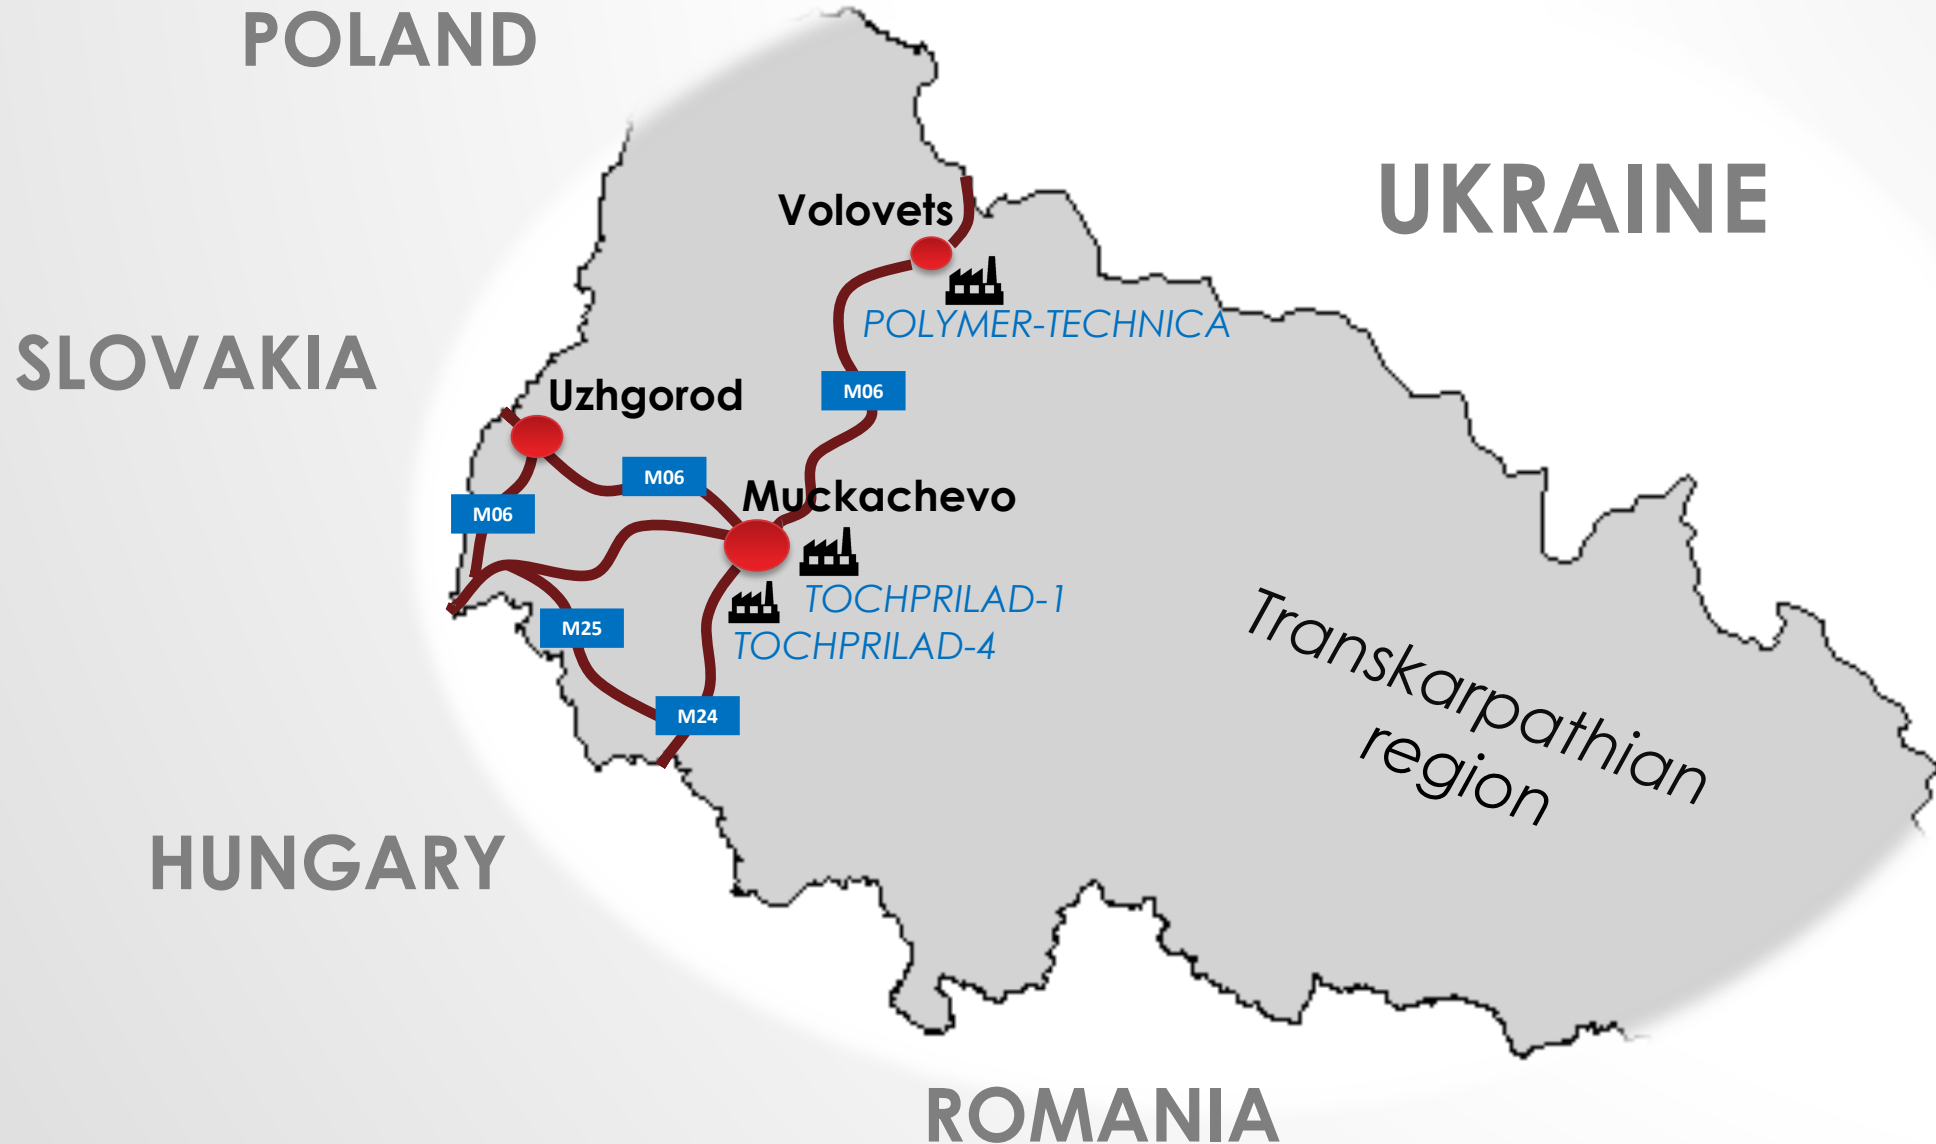 POLAND
UKRAINE
Volovets
POLYMER-TECHNICA
SLOVAKIA
Uzhgorod
M06
M06
Muckachevo
M06
TOCHPRILAD-1
TOCHPRILAD-4
M25
M24
Transkarpathian
region
HUNGARY
ROMANIA